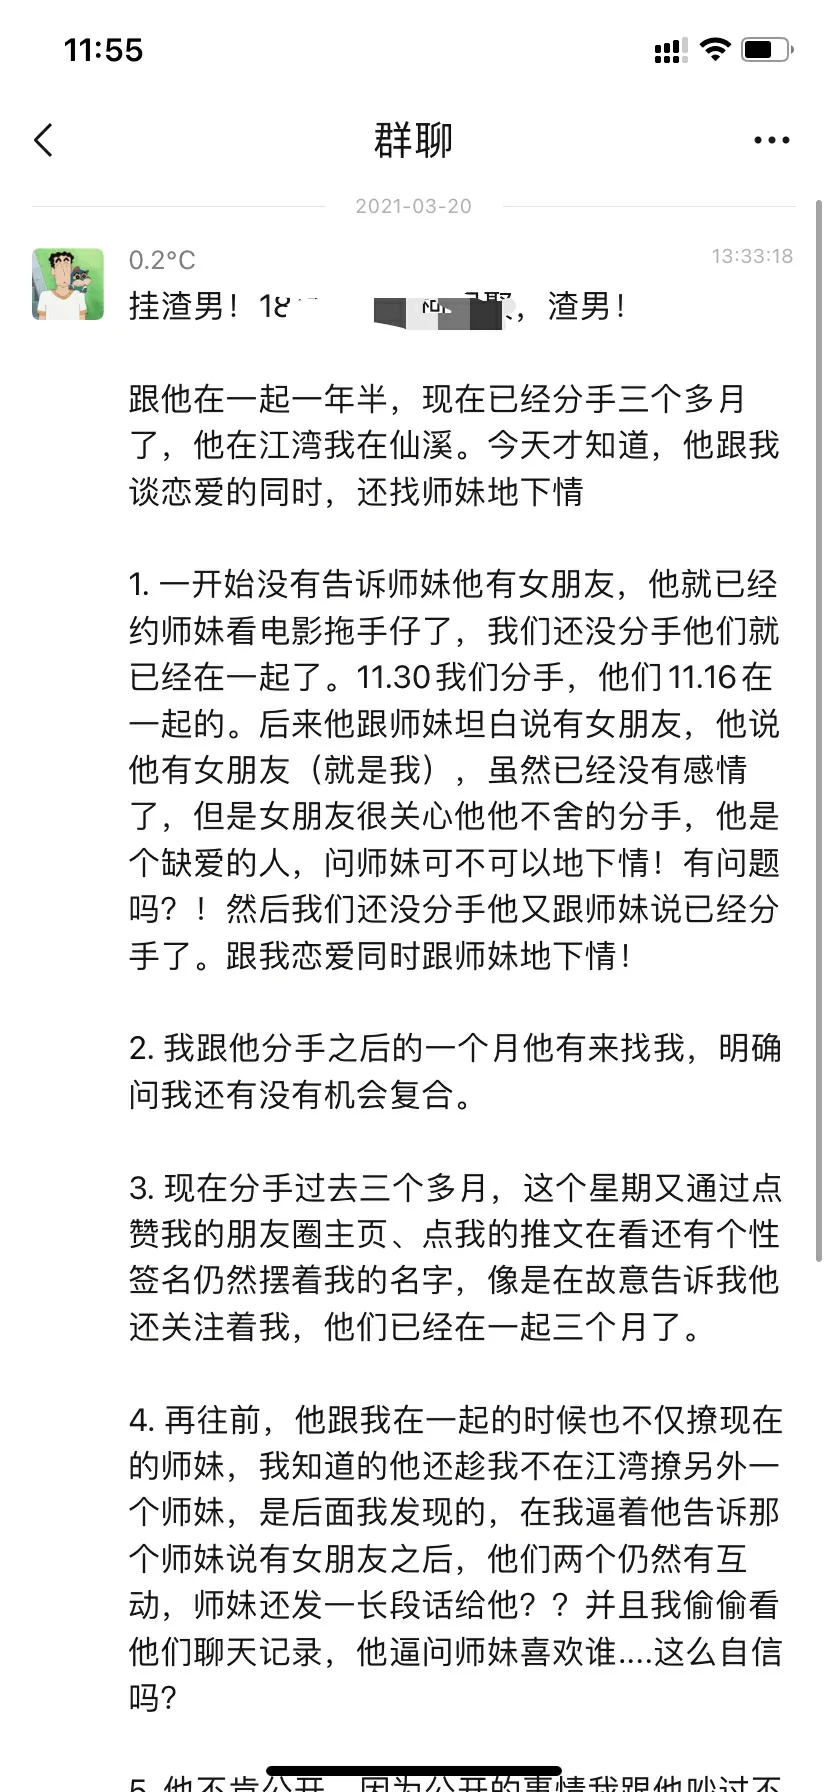 11:55
群聊
2021-03-20
0.2°C
13:33:18
挂渣男！18 ，渣男！
跟他在一起一年半，现在已经分手三个多月
了，他在江湾我在仙溪。今天才知道，他跟我
谈恋爱的同时，还找师妹地下情
1. 一开始没有告诉师妹他有女朋友，他就已经
约师妹看电影拖手仔了，我们还没分手他们就
已经在一起了。11.30我们分手，他们11.16在
一起的。后来他跟师妹坦白说有女朋友，他说
他有女朋友（就是我），虽然已经没有感情
了，但是女朋友很关心他他不舍的分手，他是
个缺爱的人，问师妹可不可以地下情！有问题
吗？！然后我们还没分手他又跟师妹说已经分
手了。跟我恋爱同时跟师妹地下情！
2. 我跟他分手之后的一个月他有来找我，明确
问我还有没有机会复合。
3. 现在分手过去三个多月，这个星期又通过点
赞我的朋友圈主页、点我的推文在看还有个性
签名仍然摆着我的名字，像是在故意告诉我他
还关注着我，他们已经在一起三个月了。
4. 再往前，他跟我在一起的时候也不仅撩现在
的师妹，我知道的他还趁我不在江湾撩另外一
个师妹，是后面我发现的，在我逼着他告诉那
个师妹说有女朋友之后，他们两个仍然有互
动，师妹还发一长段话给他？？并且我偷偷看
他们聊天记录，他逼问师妹喜欢谁....这么自信
吗？
5. 他不肯公开，因为公开的事情我跟他吵过不